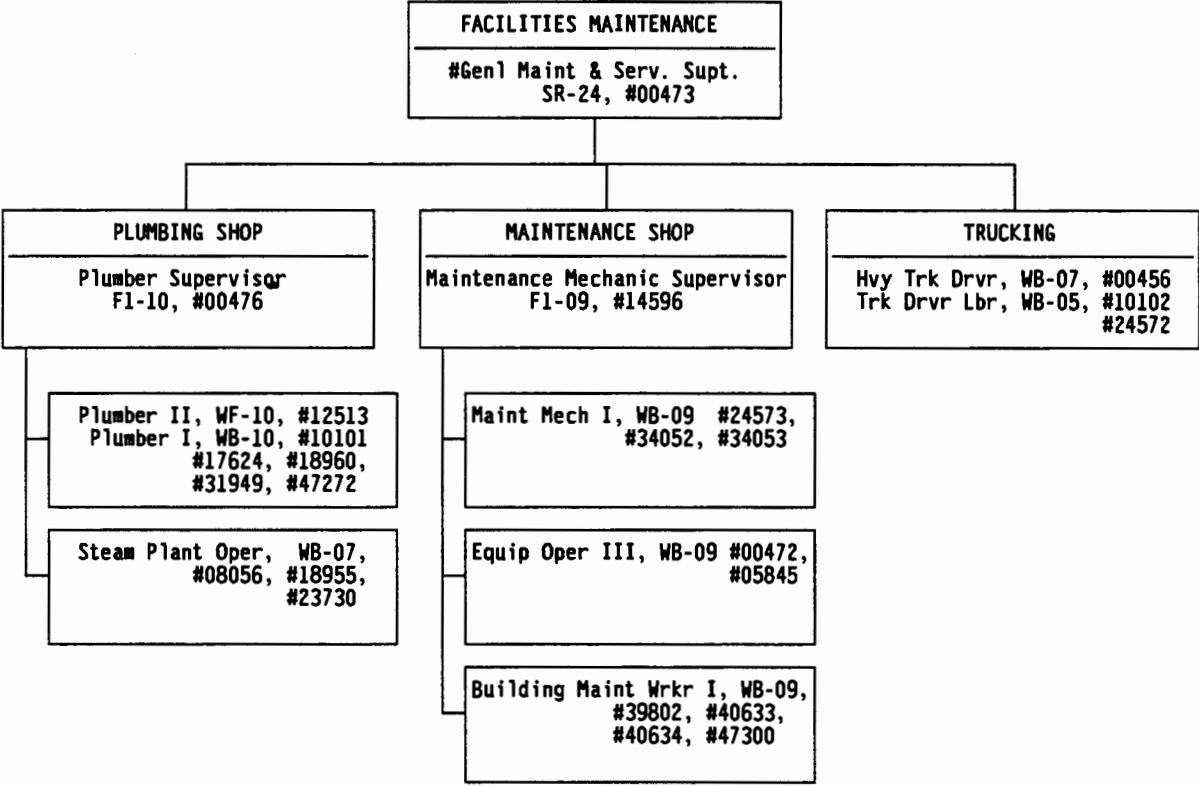 FACILITIES MAINTENANCE
#Genl Maint & Serv. Supt.
SR-24, #00473
PLUMBING SHOP
Plumber Supervisor
F1-10, #00476
MAINTENANCE SHOP
Maintenance Mechanic Supervisor
F1-09, #14596
TRUCKING
Hvy Trk Drvr, WB-07, #00456
Trk Drvr Lbr, WB-05, #10102
#24572
Plumber II, WF-10, #12513
Plumber I, WB-10, #10101
#17624, #18960,
#31949, #47272
Steam Plant Oper, WB-07,
#08056, #18955,
#23730
Maint Mech I, WB-09 #24573,
#34052, #34053
Equip Oper III, WB-09 #00472,
#05845
Building Maint Wrkr I, WB-09,
#39802, #40633,
#40634, #47300